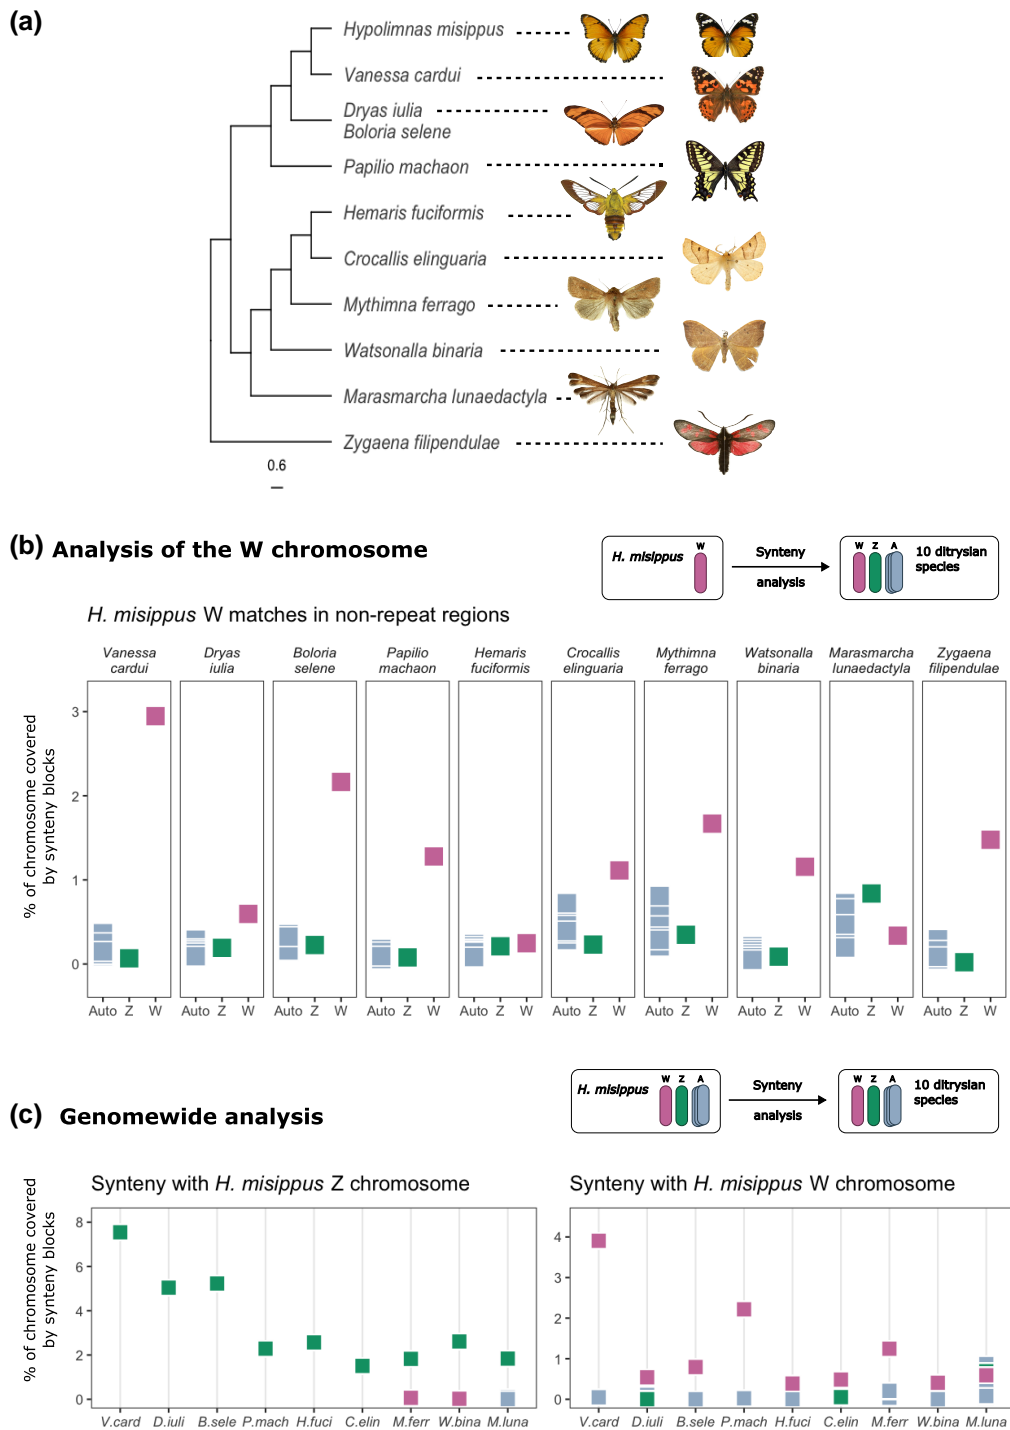 (a)
Hypolimnas misippus
Vanessa cardui
Dryas iulia
Boloria selene
Papilio machaon
Hemaris fuciformis
Crocallis elinguaria
Mythimna ferrago
Watsonalla binaria
Marasmarcha lunaedactyla
Zygaena filipendulae
0.6
(b) Analysis of the W chromosome
H. misippus W
Synteny
analysis
W Z A
10 ditrysian
species
H. misippus W matches in non-repeat regions
Vanessa
cardui
Dryas
iulia
Boloria
selene
Papilio
machaon
Hemaris
fuciformis
Crocallis
elinguaria
Mythimna
ferrago
Watsonalla
binaria
Marasmarcha
lunaedactyla
Zygaena
filipendulae
% of chromosome covered
by synteny blocks
3
2
1
0
Auto Z W Auto Z W Auto Z W Auto Z W Auto Z W Auto Z W Auto Z W Auto Z W Auto Z W Auto Z W
(c) Genomewide analysis
H. misippus W Z A
Synteny
analysis
W Z A
10 ditrysian
species
Synteny with H. misippus Z chromosome
% of chromosome covered
by synteny blocks
8
6
4
2
0
V.card D.iuli B.sele P.mach H.fuci C.elin M.ferr W.bina M.luna
Synteny with H. misippus W chromosome
4
3
2
1
0
V.card D.iuli B.sele P.mach H.fuci C.elin M.ferr W.bina M.luna